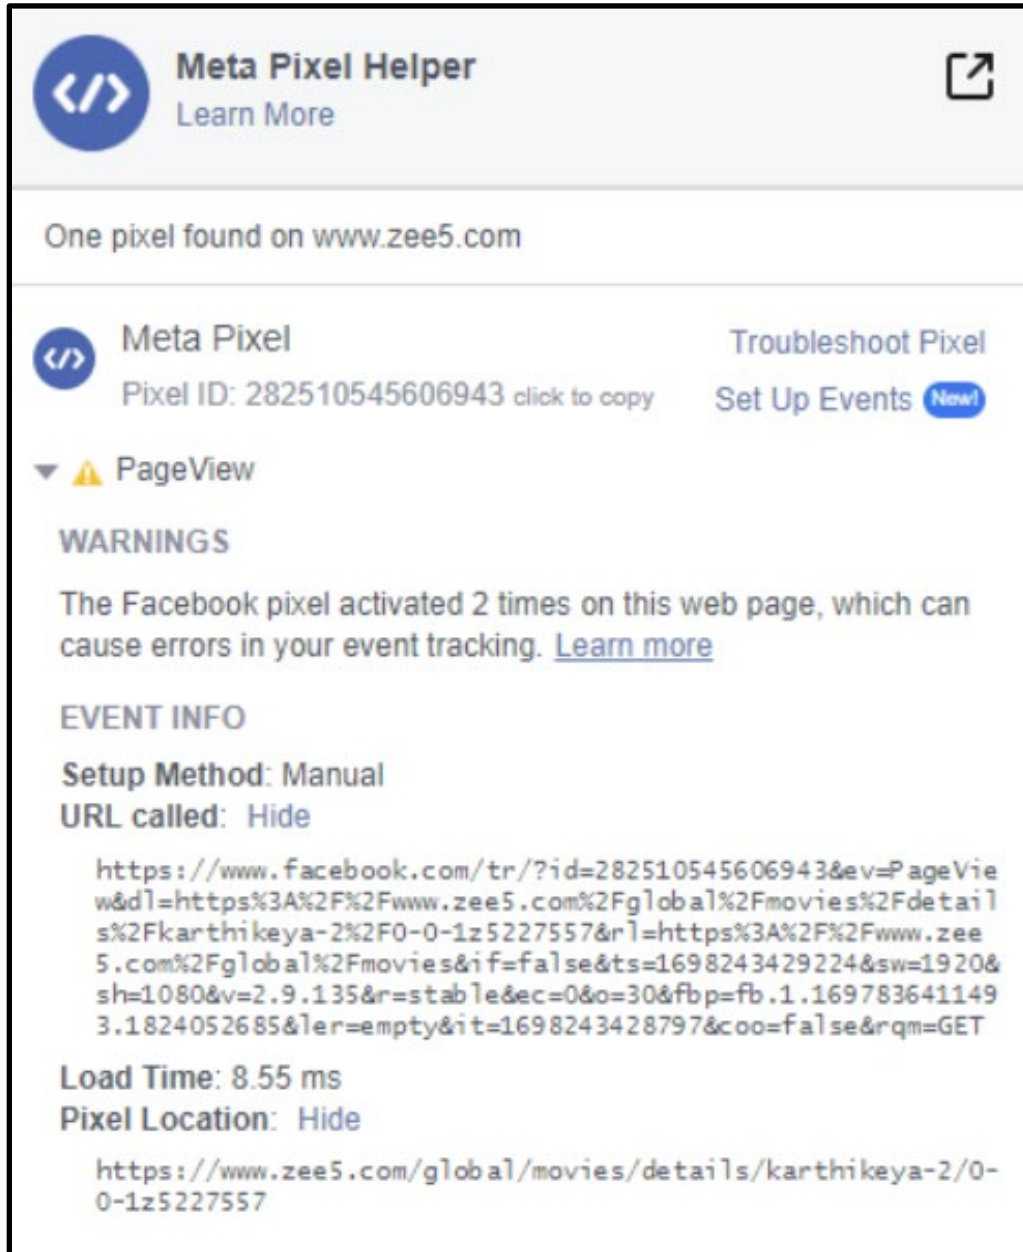 Meta Pixel Helper
Learn More
One pixel found on www.zee5.com
Meta Pixel
Troubleshoot Pixel
Pixel ID: 282510545606943 click to copy
Set Up Events New!
PageView
WARNINGS
The Facebook pixel activated 2 times on this web page, which can
cause errors in your event tracking. Learn more
EVENT INFO
Setup Method: Manual
URL called: Hide
https://www.facebook.com/tr/?id=282510545606943&ev=PageVie
w&dl=https%3A%2F%2Fwww.zee5.com%2Fglobal%2Fmovies%2Fdetail
s%2Fkarthikeya-2%2F0-0-1z5227557&rl=https%3A%2F%2Fwww.zee
5.com%2Fglobal%2Fmovies&if=false&ts=1698243429224&sw=1920&
sh=1080&v=2.9.135&r=stable&ec=0&o=30&fbp=fb.1.169783641149
3.1824052685&ler=empty&it=1698243428797&coo=false&rqm=GET
Load Time: 8.55 ms
Pixel Location: Hide
https://www.zee5.com/global/movies/details/karthikeya-2/0-
0-1z5227557